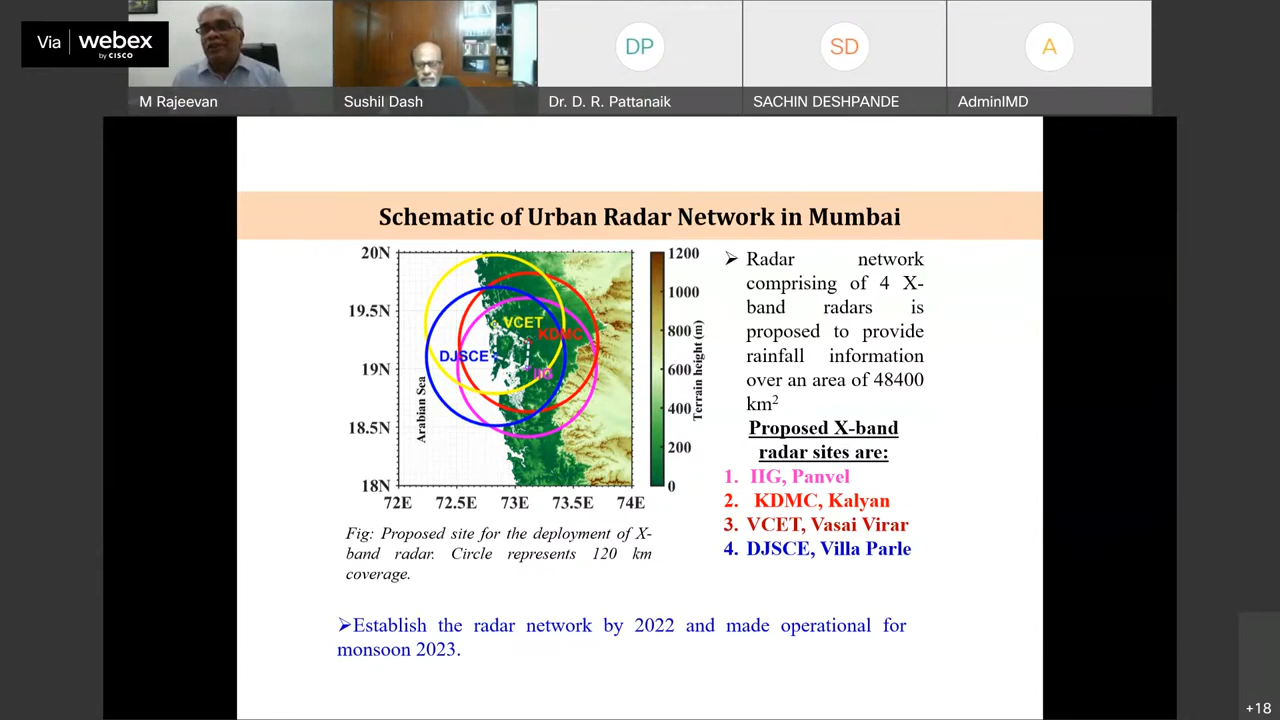 Via webex
by CISCO
DP
SD
A
M Rajeevan
Sushil Dash
Dr. D. R. Pattanaik
SACHIN DESHPANDE
AdminIMD
Schematic of Urban Radar Network in Mumbai
20N
19.5N
19N
18.5N
18N
72E
72.5E
73E
73.5E
74E
VCET
KDMC
DJSCE
IIG
Arabian Sea
1200
1000
800
600
400
200
0
Terrain height (m)
Fig: Proposed site for the deployment of X-
band radar. Circle represents 120 km
coverage.
➢ Radar network
comprising of 4 X-
band radars is
proposed to provide
rainfall information
over an area of 48400
km²
Proposed X-band
radar sites are:
1. IIG, Panvel
2. KDMC, Kalyan
3. VCET, Vasai Virar
4. DJSCE, Villa Parle
➢Establish the radar network by 2022 and made operational for
monsoon 2023.
+18